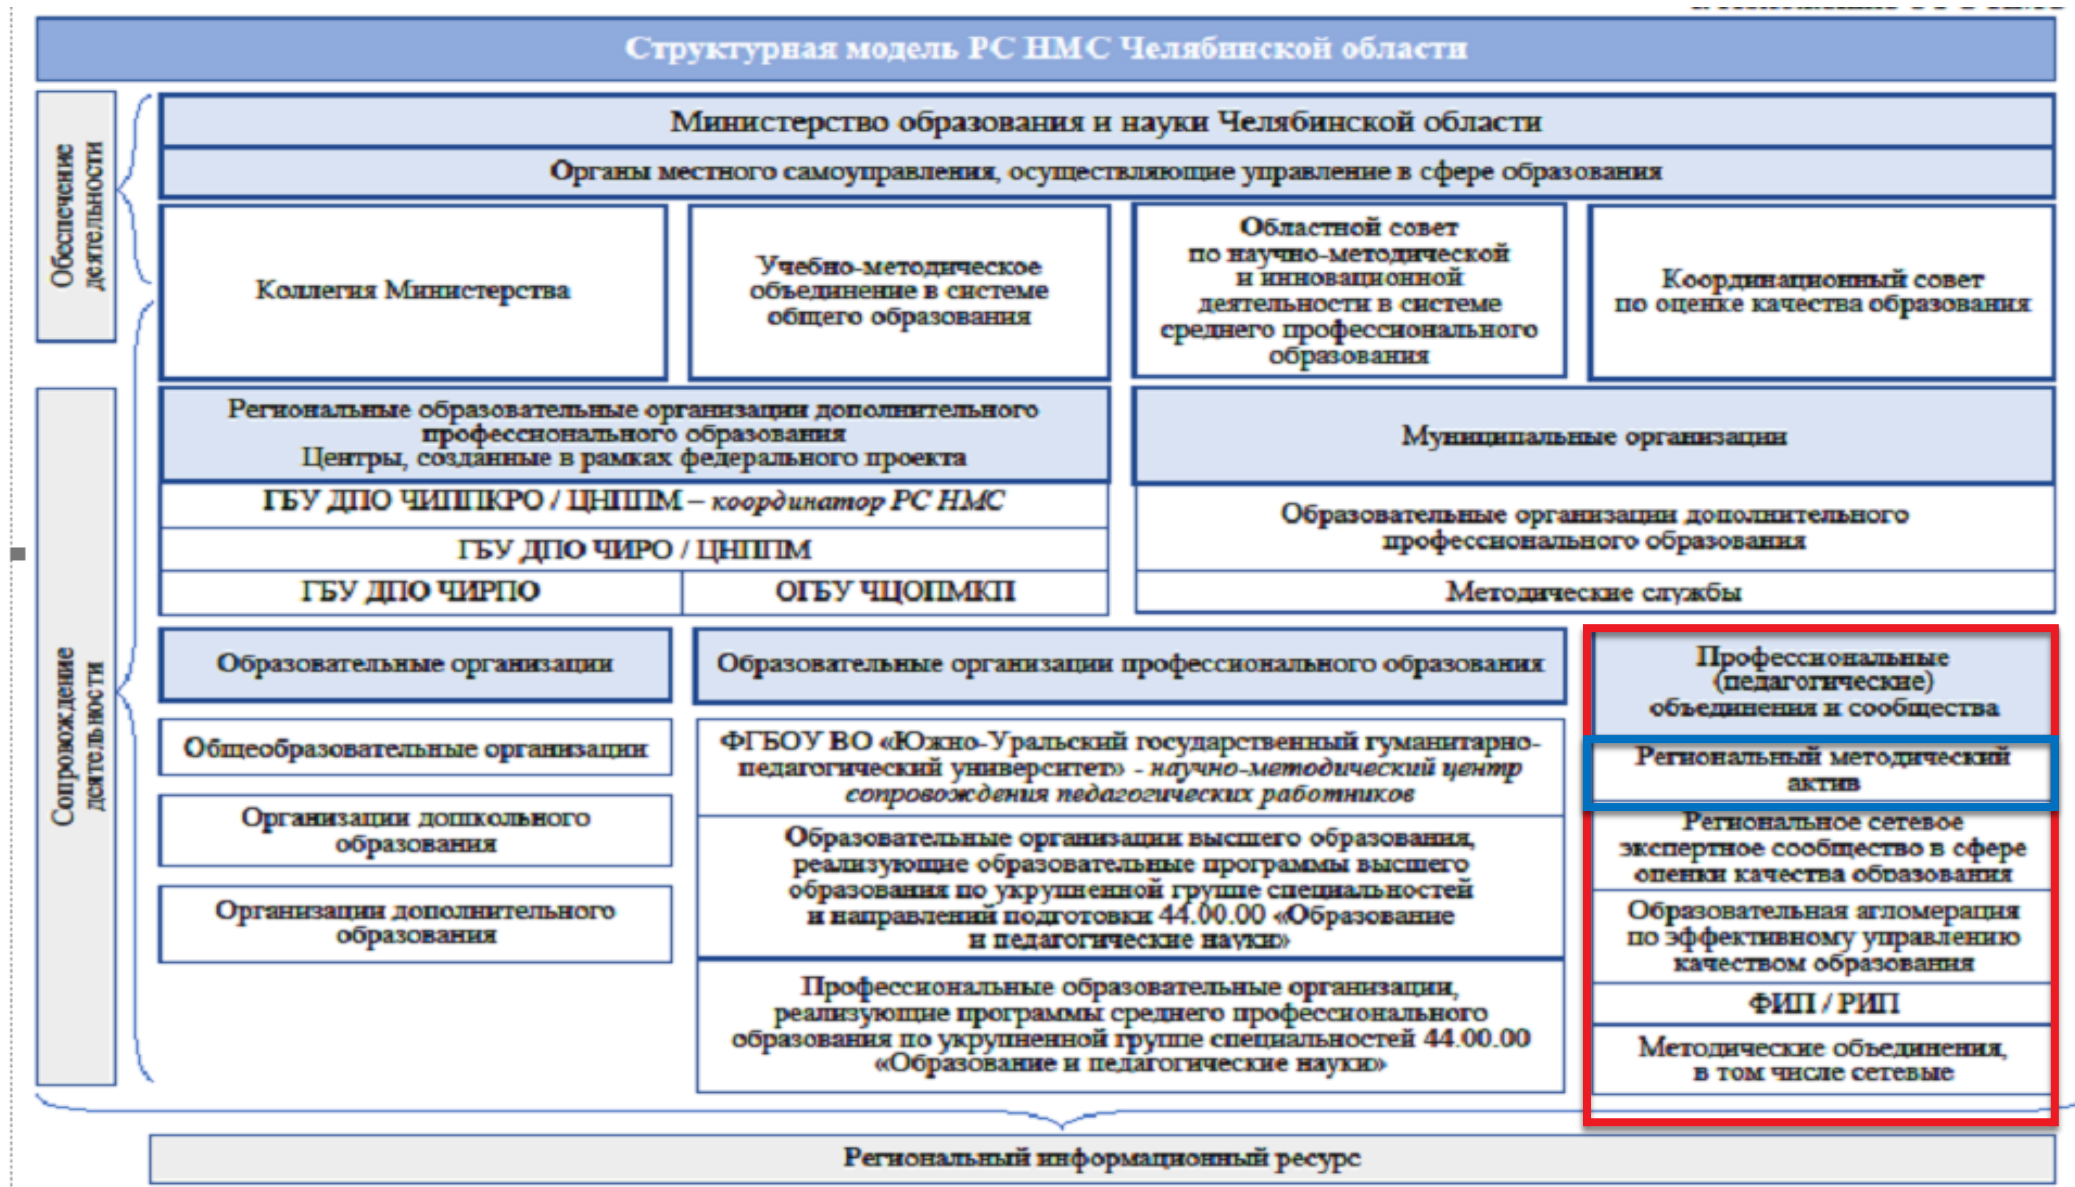 Структурная модель РС НМС Челябинской области
Обеспечение
деятельности
Министерство образования и науки Челябинской области
Органы местного самоуправления, осуществляющие управление в сфере образования
Коллегия Министерства
Учебно-методическое
объединение в системе
общего образования
Областной совет
по научно-методической
и инновационной
деятельности в системе
среднего профессионального
образования
Координационный совет
по оценке качества образования
Сопровождение
деятельности
Региональные образовательные организации дополнительного
профессионального образования
Центры, созданные в рамках федерального проекта
ГБУ ДПО ЧИППКРО / ЦНППМ – координатор РС НМС
ГБУ ДПО ЧИРО / ЦНППМ
ГБУ ДПО ЧИРПО
ОГБУ ЧЦОПМКП
Муниципальные организации
Образовательные организации дополнительного
профессионального образования
Методические службы
Образовательные организации
Общеобразовательные организации
Организации дошкольного
образования
Организации дополнительного
образования
Образовательные организации профессионального образования
ФГБОУ ВО «Южно-Уральский государственный гуманитарно-
педагогический университет» - научно-методический центр
сопровождения педагогических работников
Образовательные организации высшего образования,
реализующие образовательные программы высшего
образования по укрупненной группе специальностей
и направлений подготовки 44.00.00 «Образование
и педагогические науки»
Профессиональные образовательные организации,
реализующие программы среднего профессионального
образования по укрупненной группе специальностей 44.00.00
«Образование и педагогические науки»
Профессиональные
(педагогические)
объединения и сообщества
Региональный методический
актив
Региональное сетевое
экспертное сообщество в сфере
оценки качества образования
Образовательная агломерация
по эффективному управлению
качеством образования
ФИП / РИП
Методические объединения,
в том числе сетевые
Региональный информационный ресурс